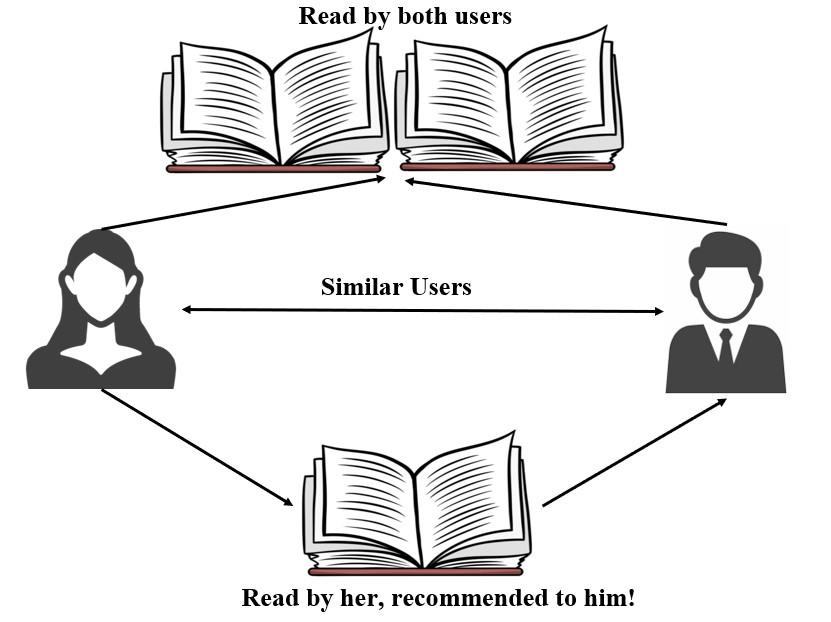 Read by both users
Similar Users
Read by her, recommended to him!